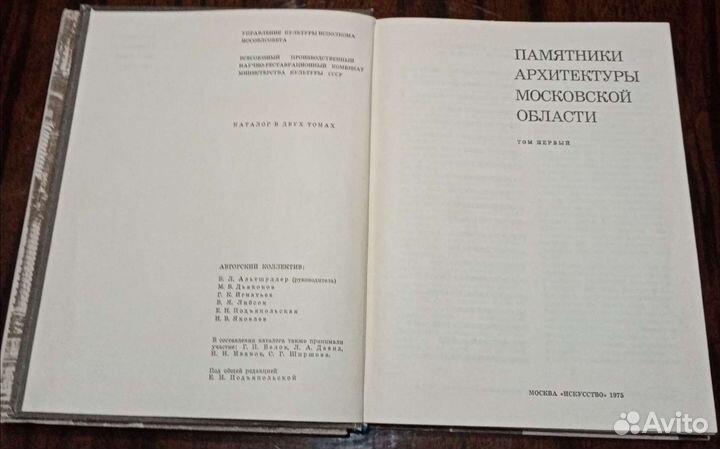 УПРАВЛЕНИЕ КУЛЬТУРЫ ИСПОЛКОМА
МОСОБЛСОВЕТА
ВСЕСОЮЗНЫЙ ПРОИЗВОДСТВЕННЫЙ
НАУЧНО-РЕСТАВРАЦИОННЫЙ КОМБИНАТ
МИНИСТЕРСТВА КУЛЬТУРЫ СССР
КАТАЛОГ В ДВУХ ТОМАХ
АВТОРСКИЙ КОЛЛЕКТИВ:
Б. Л. Альтшуллер (руководитель)
М. Б. Дьяконов
Г. К. Игнатьев
В. Я. Либсон
Е. Н. Подъяпольская
И. В. Яковлев
В составлении каталога также принимали
участие: Г. П. Белов, Л. А. Давид,
Н. Н. Иванов, С. Г. Ширшова.
Под общей редакцией
Е. Н. Подъяпольской
ПАМЯТНИКИ
АРХИТЕКТУРЫ
МОСКОВСКОЙ
ОБЛАСТИ
ТОМ ПЕРВЫЙ
МОСКВА «ИСКУССТВО» 1975
Avito